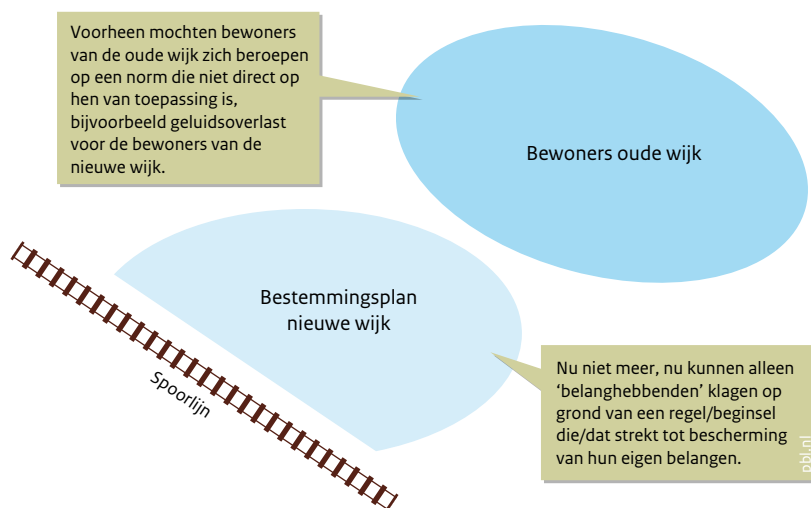 Voorheen mochten bewoners
van de oude wijk zich beroepen
op een norm die niet direct op
hen van toepassing is,
bijvoorbeeld geluidsoverlast
voor de bewoners van de
nieuwe wijk.
Bewoners oude wijk
Bestemmingsplan
nieuwe wijk
Spoorlijn
Nu niet meer, nu kunnen alleen
‘belanghebbenden’ klagen op
grond van een regel/beginsel
die/dat strekt tot bescherming
van hun eigen belangen.
pbl.nl